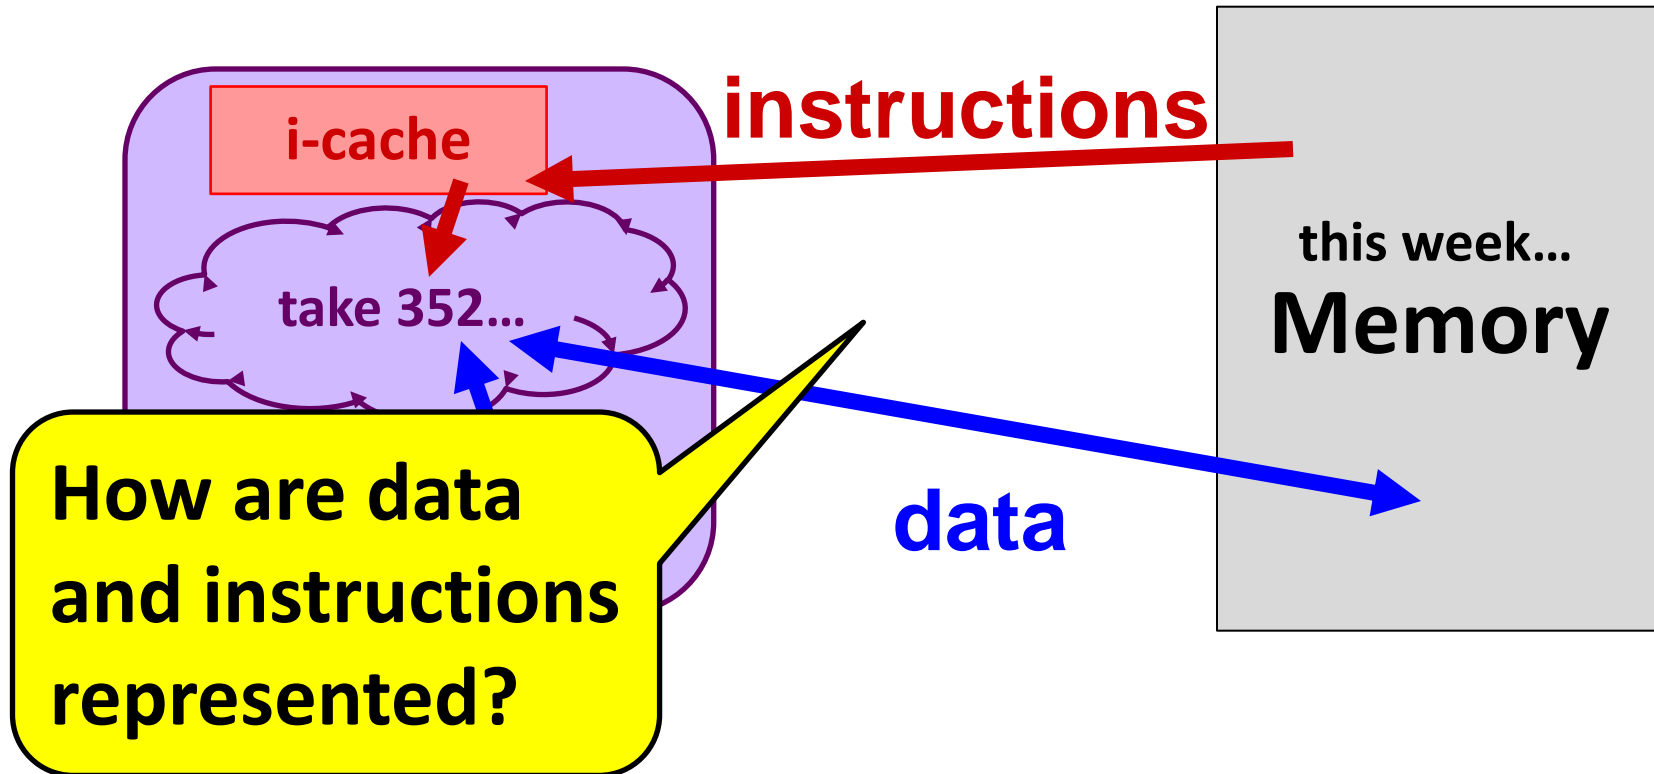 instructions
i-cache
this week…
take 352…
Memory
How are data
and instructions
represented?
data